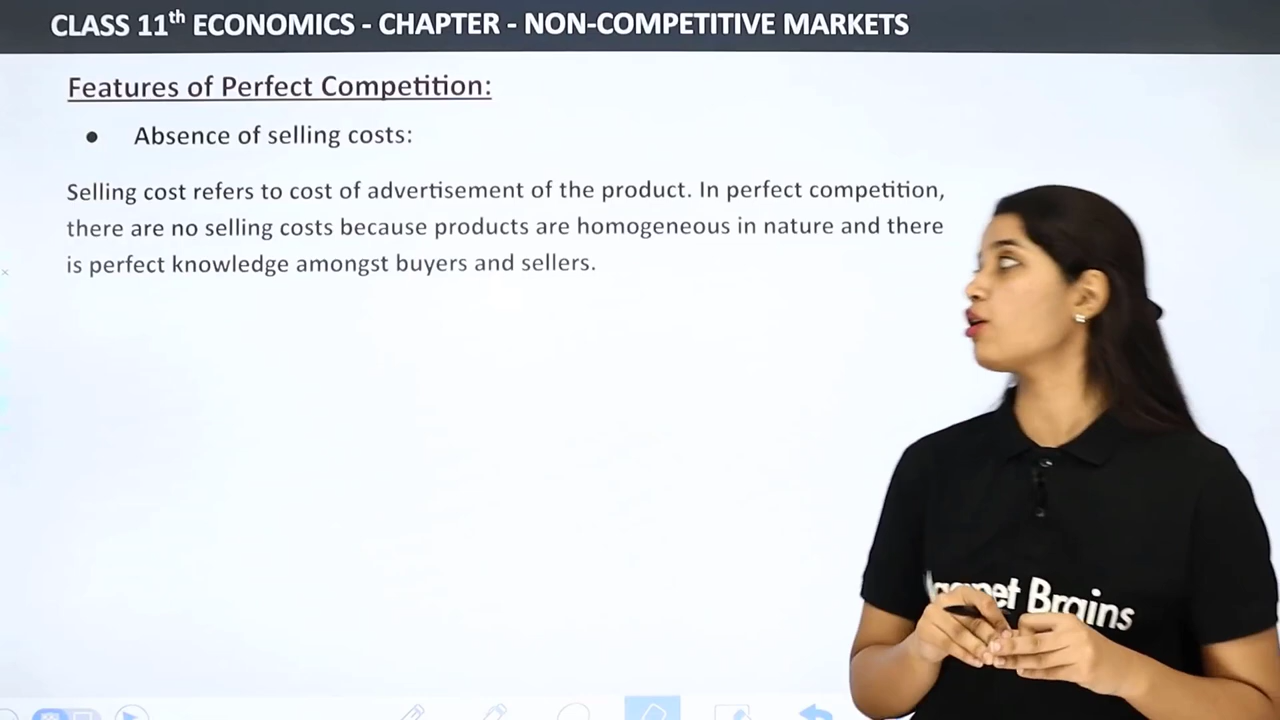 CLASS 11th ECONOMICS - CHAPTER - NON-COMPETITIVE MARKETS
Features of Perfect Competition:
● Absence of selling costs:
Selling cost refers to cost of advertisement of the product. In perfect competition,
there are no selling costs because products are homogeneous in nature and there
is perfect knowledge amongst buyers and sellers.
Brains